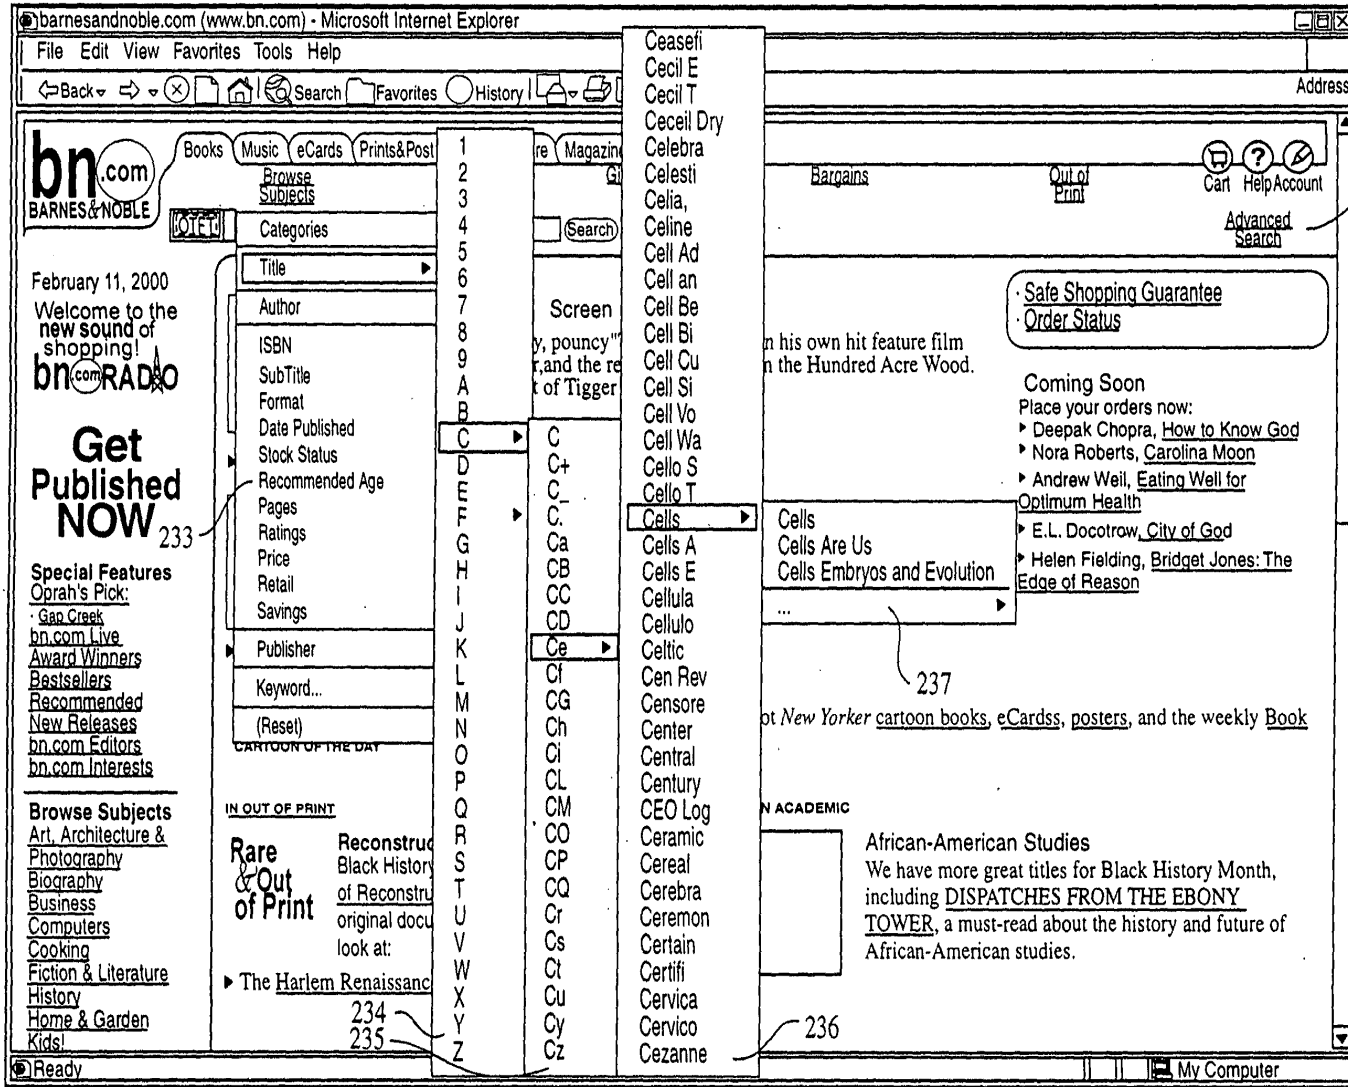 barnesandnoble.com (www.bn.com) - Microsoft Internet Explorer
File Edit View Favorites Tools Help
Back
Search
Favorites
History
Address
bn.com
BARNES&NOBLE
Books
Music
eCards
Prints&Post
re
Magazin
Browse Subjects
Gi
Bargains
Out of Print
Cart
Help
Account
Advanced Search
Search
February 11, 2000
Welcome to the
new sound of
shopping!
bn.com RADIO
Get
Published
NOW
233
Special Features
Oprah's Pick:
· Gap Creek
bn.com Live
Award Winners
Bestsellers
Recommended
New Releases
bn.com Editors
bn.com Interests
Browse Subjects
Art, Architecture &
Photography
Biography
Business
Computers
Cooking
Fiction & Literature
History
Home & Garden
Kids!
Categories
Title
Author
ISBN
SubTitle
Format
Date Published
Stock Status
Recommended Age
Pages
Ratings
Price
Retail
Savings
Publisher
Keyword...
(Reset)
CARTOON OF THE DAY
IN OUT OF PRINT
Rare
&Out
of Print
Reconstruc
Black History
of Reconstru
original docu
look at:
The Harlem Renaissanc
234
235
1
2
3
4
5
6
7
8
9
A
B
C
D
E
F
G
H
I
J
K
L
M
N
O
P
Q
R
S
T
U
V
W
X
Y
Z
Screen
y, pouncy"
r,and the re
t of Tigger
C
C+
C_
C.
Ca
CB
CC
CD
Ce
Cf
CG
Ch
Ci
CL
CM
CO
CP
CQ
Cr
Cs
Ct
Cu
Cy
Cz
Ceasefi
Cecil E
Cecil T
Ceceil Dry
Celebra
Celesti
Celia,
Celine
Cell Ad
Cell an
Cell Be
Cell Bi
Cell Cu
Cell Si
Cell Vo
Cell Wa
Cello S
Cello T
Cells
Cells A
Cells E
Cellula
Cellulo
Celtic
Cen Rev
Censore
Center
Central
Century
CEO Log
Ceramic
Cereal
Cerebra
Ceremon
Certain
Certifi
Cervica
Cervico
Cezanne
236
Cells
Cells Are Us
Cells Embryos and Evolution
...
237
n his own hit feature film
n the Hundred Acre Wood.
· Safe Shopping Guarantee
· Order Status
Coming Soon
Place your orders now:
Deepak Chopra, How to Know God
Nora Roberts, Carolina Moon
Andrew Weil, Eating Well for
Optimum Health
E.L. Docotrow, City of God
Helen Fielding, Bridget Jones: The
Edge of Reason
ot New Yorker cartoon books, eCardss, posters, and the weekly Book
N ACADEMIC
African-American Studies
We have more great titles for Black History Month,
including DISPATCHES FROM THE EBONY
TOWER, a must-read about the history and future of
African-American studies.
Ready
My Computer